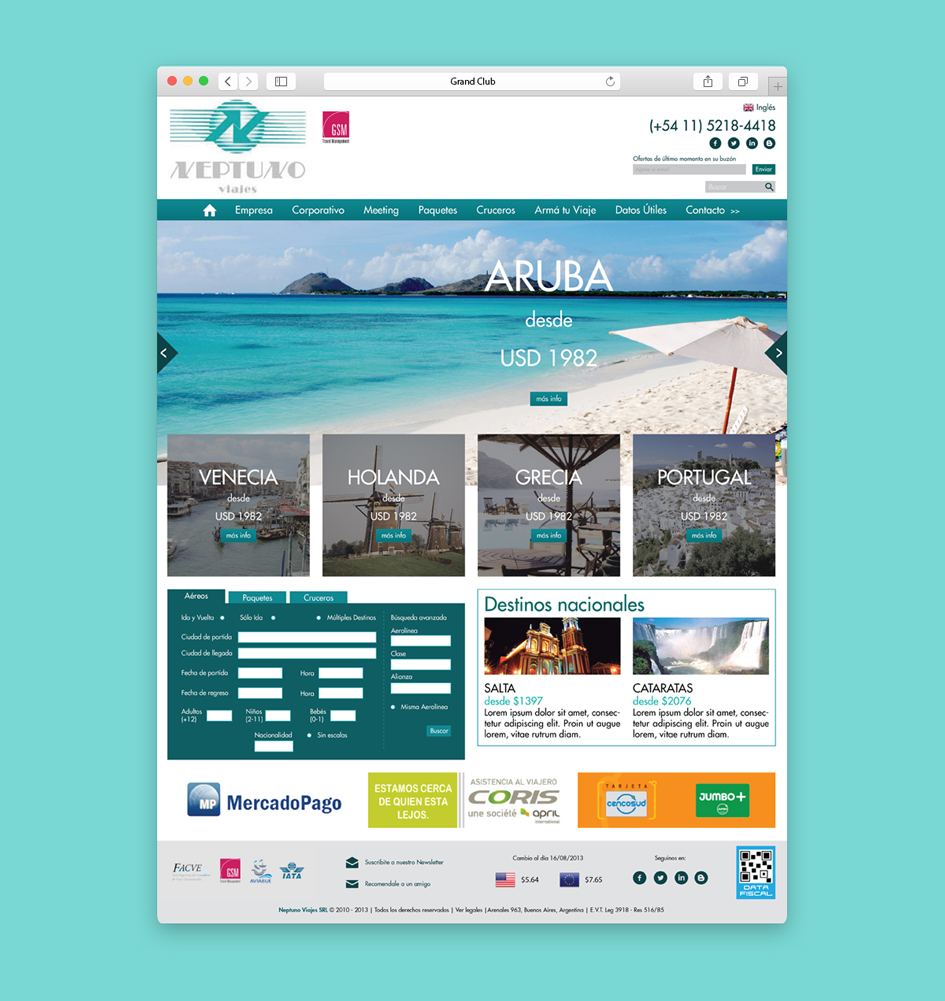 Grand Club
NEPTUNO
viajes
GSM
Travel Management
Inglés
(+54 11) 5218-4418
Ofertas de último momento en su buzón
Enviar
Buscar
Empresa Corporativo Meeting Paquetes Cruceros Armá tu Viaje Datos Útiles Contacto >>
ARUBA
desde
USD 1982
más info
VENECIA
desde
USD 1982
más info
HOLANDA
desde
USD 1982
más info
GRECIA
desde
USD 1982
más info
PORTUGAL
desde
USD 1982
más info
Aéreos Paquetes Cruceros
Ida y Vuelta Sólo Ida Múltiples Destinos
Ciudad de partida
Ciudad de llegada
Fecha de partida Hora
Fecha de regreso Hora
Adultos (+12) Niños (2-11) Bebés (0-1)
Nacionalidad Sin escalas
Búsqueda avanzada
Aerolínea
Clase
Alianza
Misma Aerolínea
Buscar
Destinos nacionales
SALTA
desde $1397
Lorem ipsum dolor sit amet, consec-
tetur adipiscing elit. Proin ut augue
lorem, vitae rutrum diam.
CATARATAS
desde $2076
Lorem ipsum dolor sit amet, consec-
tetur adipiscing elit. Proin ut augue
lorem, vitae rutrum diam.
MP MercadoPago
ESTAMOS CERCA
DE QUIEN ESTA
LEJOS.
ASISTENCIA AL VIAJERO
CORIS
une société april
international
TARJETA
cencosud
JUMBO+
FACVE
GSM
AVIABUE
IATA
Suscribite a nuestro Newsletter
Recomendale a un amigo
Cambio al día 16/08/2013
$5.64 $7.65
Seguinos en:
DATA
FISCAL
Neptuno Viajes SRL © 2010 - 2013 | Todos los derechos reservados | Ver legales |Arenales 963, Buenos Aires, Argentina | E.V.T. Leg 3918 - Res 516/85